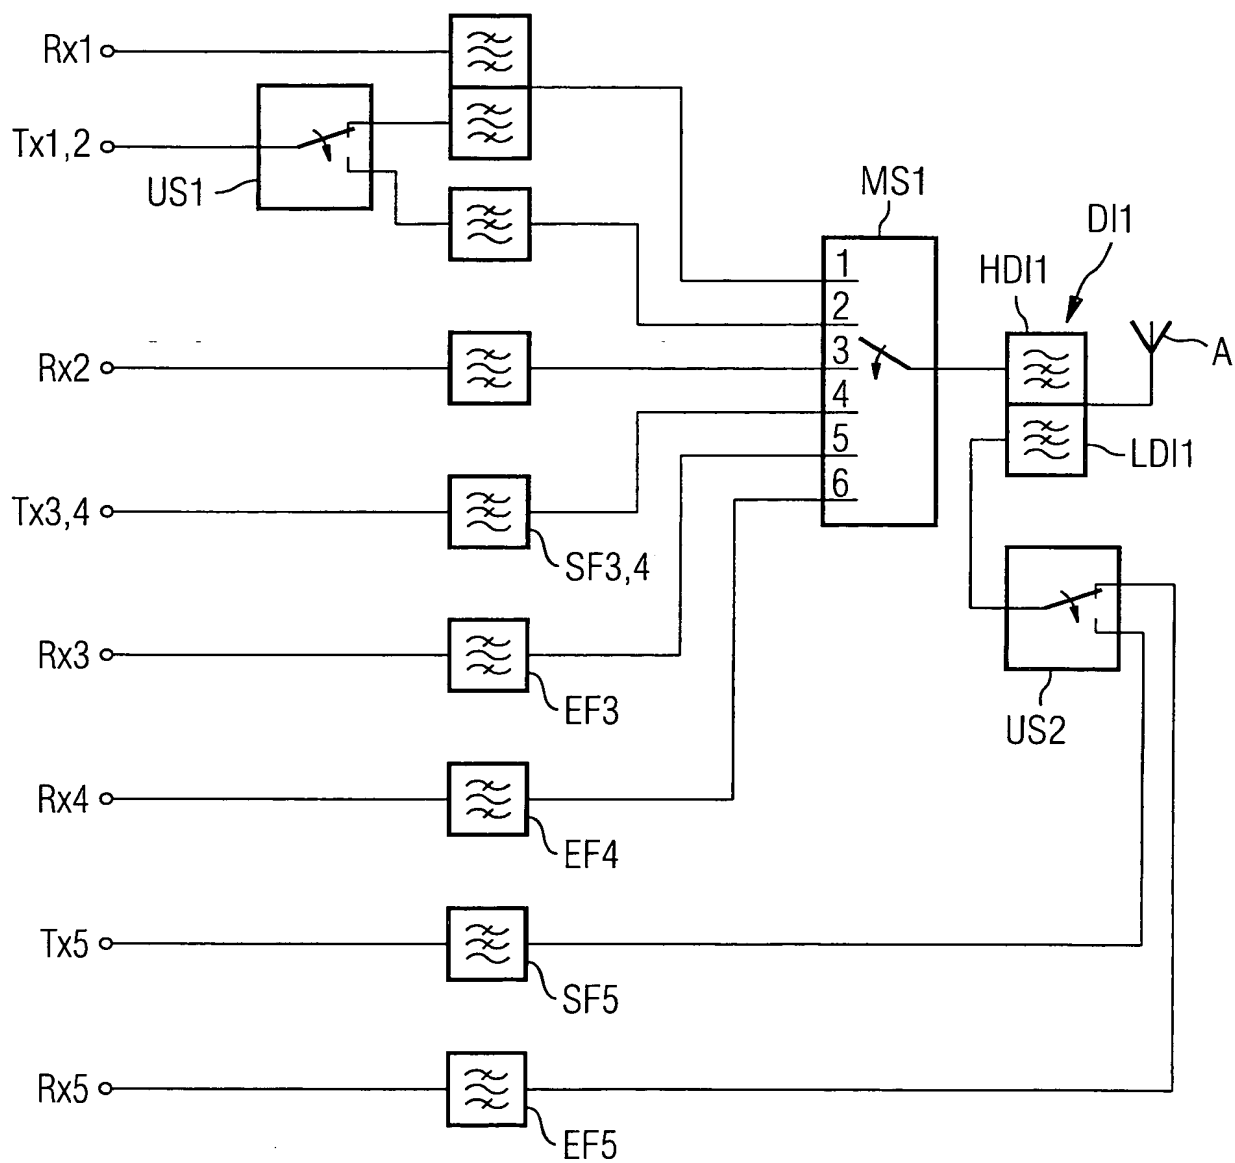 Rx1
Tx1,2
US1
MS1
DI1
HDI1
1
2
3
4
5
6
A
Rx2
LDI1
Tx3,4
SF3,4
Rx3
EF3
US2
Rx4
EF4
Tx5
SF5
Rx5
EF5